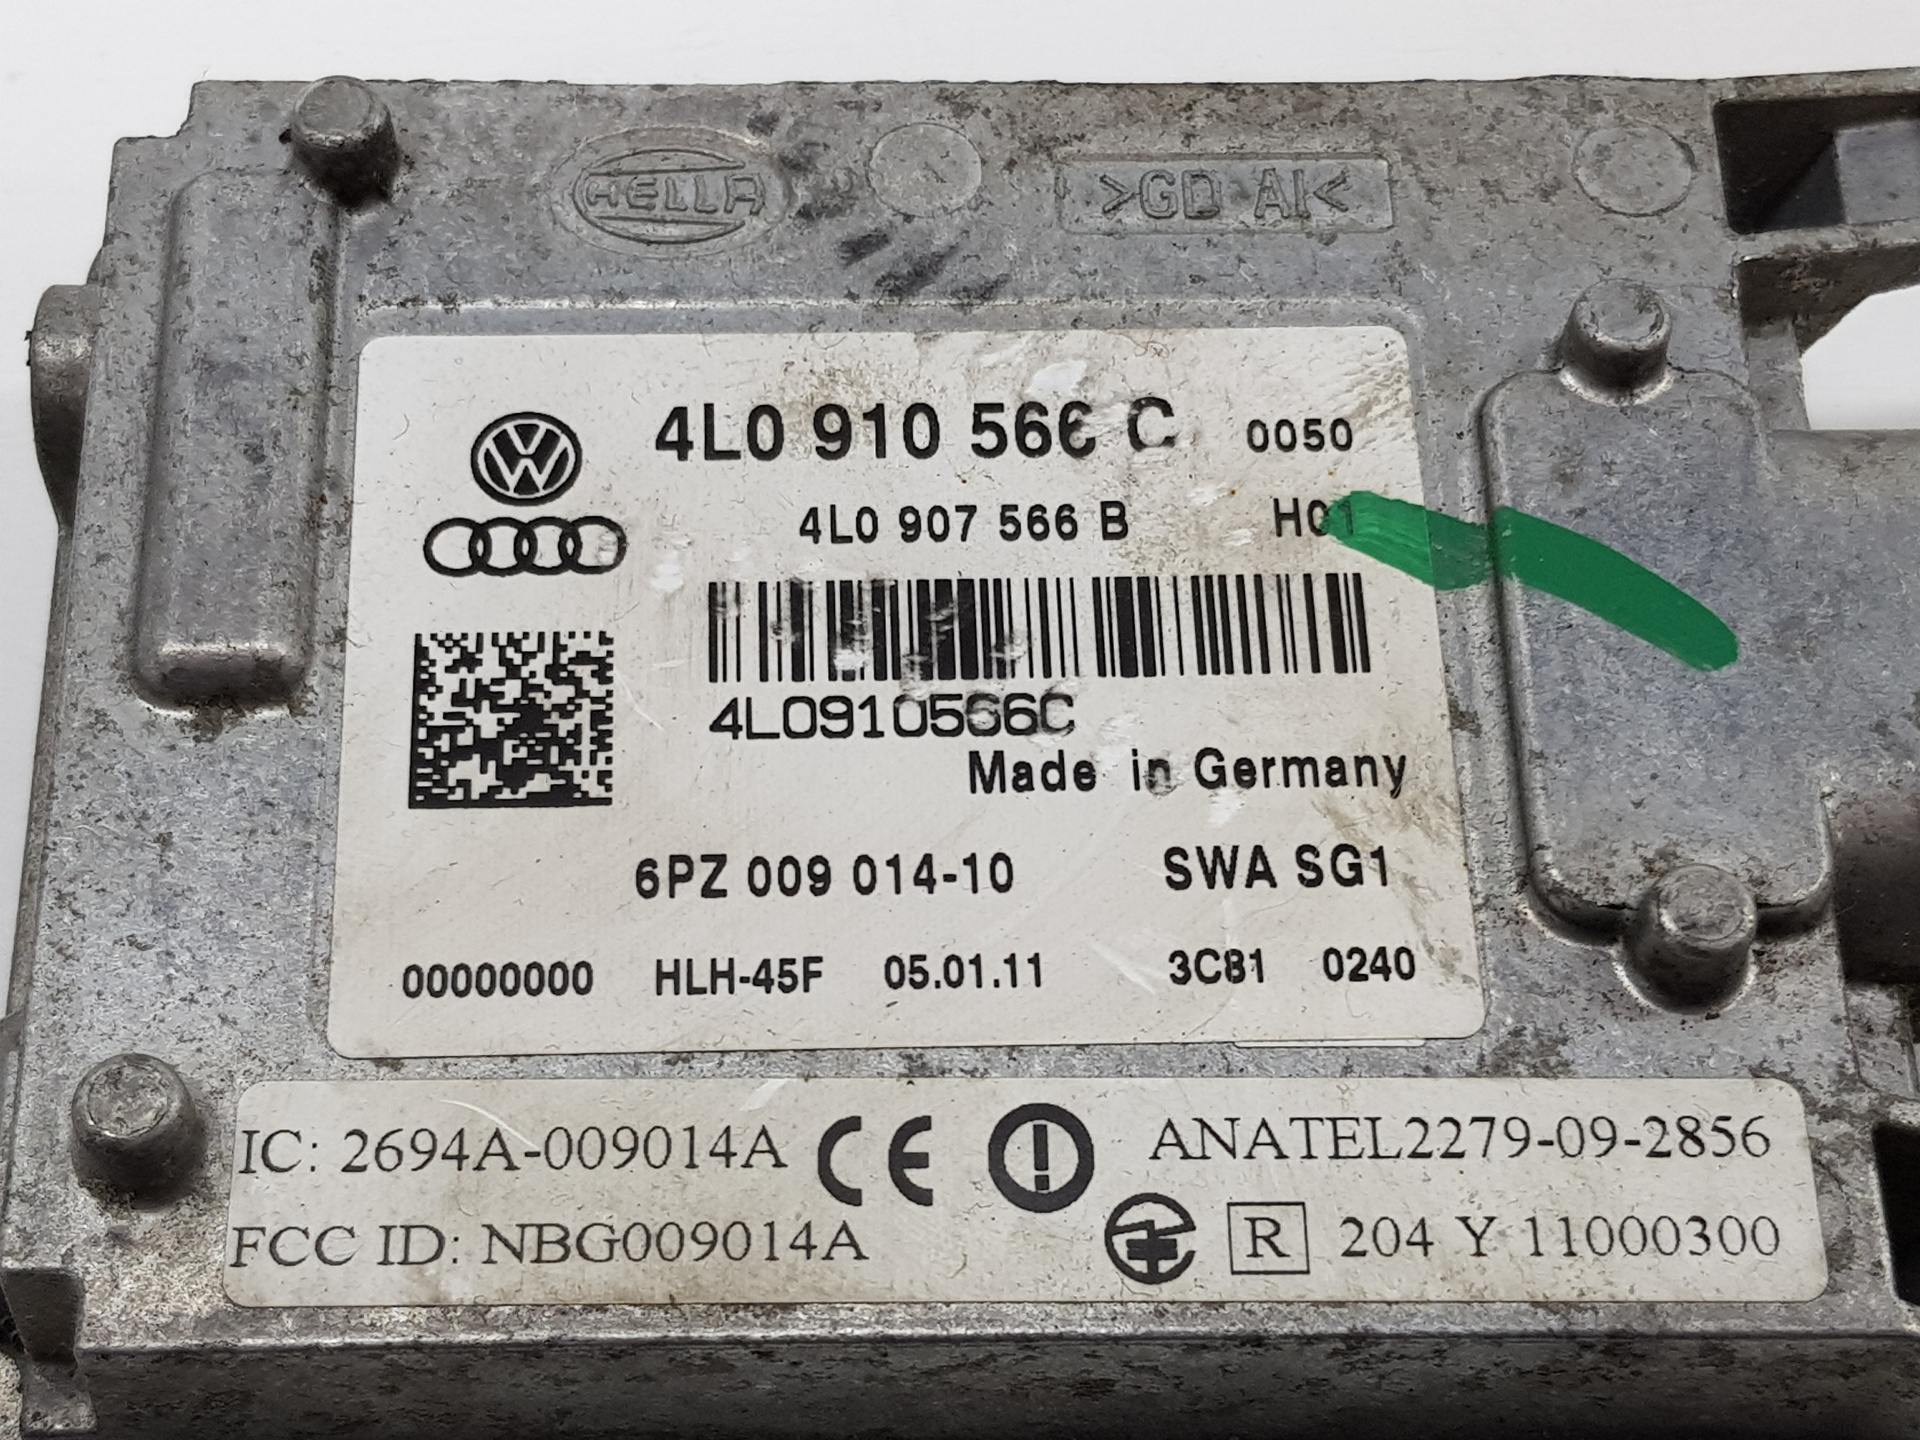 HELLA
>GD Al<
4L0 910 566 C 0050
4L0 907 566 B H01
4L0910566C
Made in Germany
6PZ 009 014-10 SWA SG1
00000000 HLH-45F 05.01.11 3C81 0240
IC: 2694A-009014A CE ANATEL2279-09-2856
FCC ID: NBG009014A R 204 Y 11000300